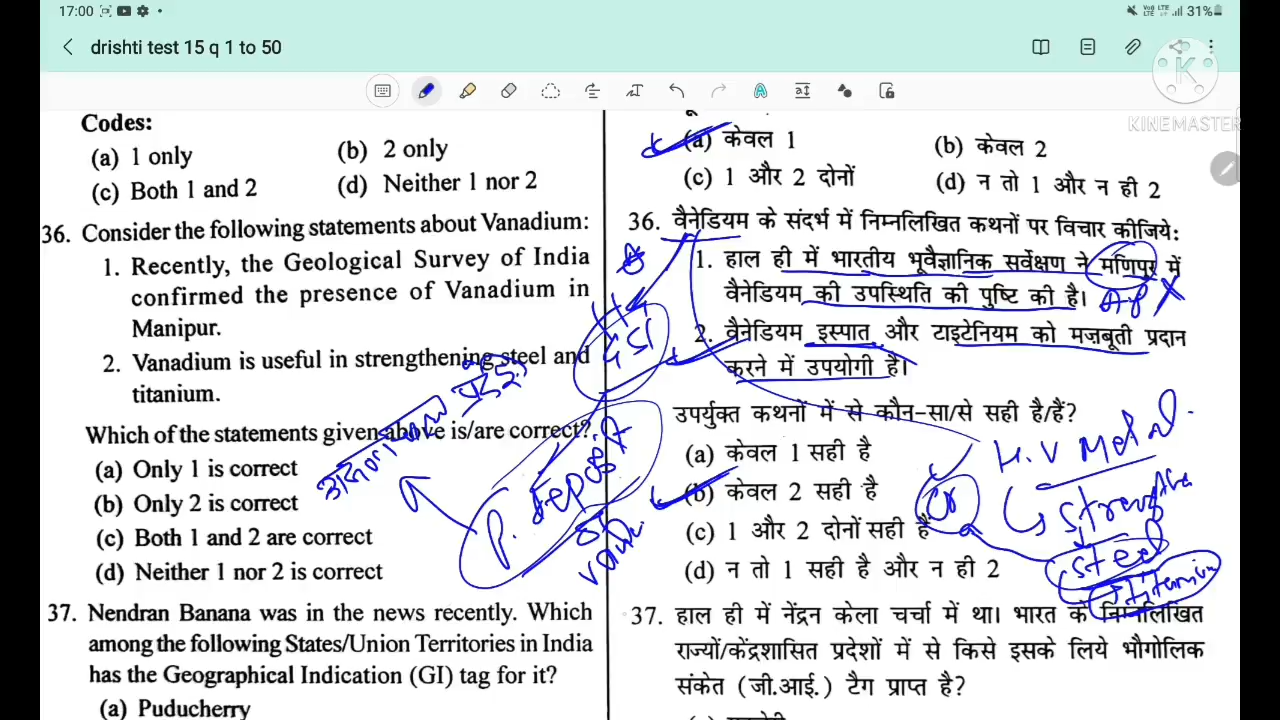 17:00
31%
drishti test 15 q 1 to 50
KINEMASTER
Codes:
(a) 1 only
(b) 2 only
(c) Both 1 and 2
(d) Neither 1 nor 2
36. Consider the following statements about Vanadium:
1. Recently, the Geological Survey of India
confirmed the presence of Vanadium in
Manipur.
2. Vanadium is useful in strengthening steel and
titanium.
Which of the statements given above is/are correct?
(a) Only 1 is correct
(b) Only 2 is correct
(c) Both 1 and 2 are correct
(d) Neither 1 nor 2 is correct
37. Nendran Banana was in the news recently. Which
among the following States/Union Territories in India
has the Geographical Indication (GI) tag for it?
(a) Puducherry
(a) केवल 1
(b) केवल 2
(c) 1 और 2 दोनों
(d) न तो 1 और न ही 2
36. वैनेडियम के संदर्भ में निम्नलिखित कथनों पर विचार कीजिये:
1. हाल ही में भारतीय भूवैज्ञानिक सर्वेक्षण ने मणिपुर में
वैनेडियम की उपस्थिति की पुष्टि की है।
2. वैनेडियम इस्पात और टाइटेनियम को मज़बूती प्रदान
करने में उपयोगी है।
उपर्युक्त कथनों में से कौन-सा/से सही है/हैं?
(a) केवल 1 सही है
(b) केवल 2 सही है
(c) 1 और 2 दोनों सही हैं
(d) न तो 1 सही है और न ही 2
37. हाल ही में नेंद्रन केला चर्चा में था। भारत के निम्नलिखित
राज्यों/केंद्रशासित प्रदेशों में से किसे इसके लिये भौगोलिक
संकेत (जी.आई.) टैग प्राप्त है?
GSI
P. deposit
of
H.V Metal.
Cr
steel